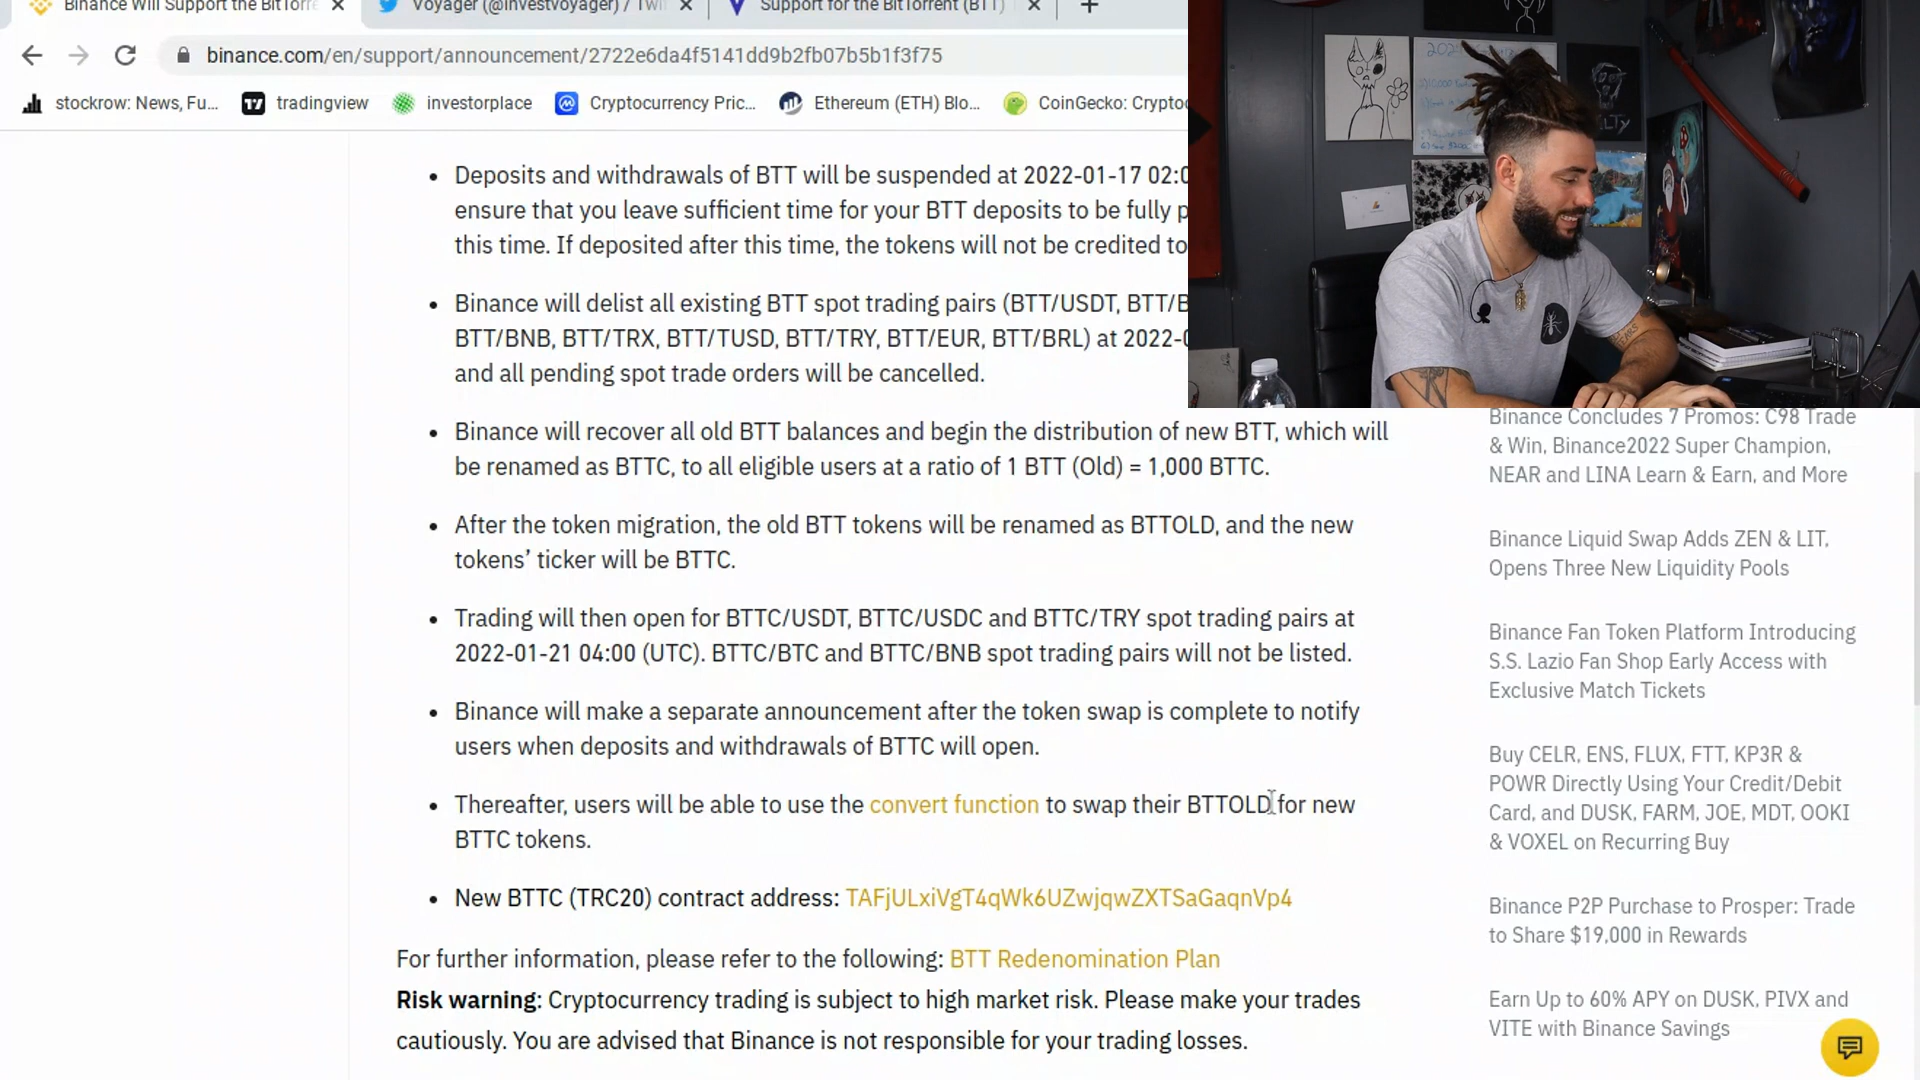 Binance Will Support the BitTorre
Voyager (@investvoyager) / Twit
Support for the BitTorrent (BTT)
binance.com/en/support/announcement/2722e6da4f5141dd9b2fb07b5b1f3f75
stockrow: News, Fu...
tradingview
investorplace
Cryptocurrency Pric...
Ethereum (ETH) Blo...
CoinGecko: Cryptoc
• Deposits and withdrawals of BTT will be suspended at 2022-01-17 02:0
ensure that you leave sufficient time for your BTT deposits to be fully p
this time. If deposited after this time, the tokens will not be credited to
• Binance will delist all existing BTT spot trading pairs (BTT/USDT, BTT/B
BTT/BNB, BTT/TRX, BTT/TUSD, BTT/TRY, BTT/EUR, BTT/BRL) at 2022-0
and all pending spot trade orders will be cancelled.
• Binance will recover all old BTT balances and begin the distribution of new BTT, which will
be renamed as BTTC, to all eligible users at a ratio of 1 BTT (Old) = 1,000 BTTC.
• After the token migration, the old BTT tokens will be renamed as BTTOLD, and the new
tokens’ ticker will be BTTC.
• Trading will then open for BTTC/USDT, BTTC/USDC and BTTC/TRY spot trading pairs at
2022-01-21 04:00 (UTC). BTTC/BTC and BTTC/BNB spot trading pairs will not be listed.
• Binance will make a separate announcement after the token swap is complete to notify
users when deposits and withdrawals of BTTC will open.
• Thereafter, users will be able to use the convert function to swap their BTTOLD for new
BTTC tokens.
• New BTTC (TRC20) contract address: TAFjULxiVgT4qWk6UZwjqwZXTSaGaqnVp4
For further information, please refer to the following: BTT Redenomination Plan
Risk warning: Cryptocurrency trading is subject to high market risk. Please make your trades
cautiously. You are advised that Binance is not responsible for your trading losses.
Binance Concludes 7 Promos: C98 Trade
& Win, Binance2022 Super Champion,
NEAR and LINA Learn & Earn, and More
Binance Liquid Swap Adds ZEN & LIT,
Opens Three New Liquidity Pools
Binance Fan Token Platform Introducing
S.S. Lazio Fan Shop Early Access with
Exclusive Match Tickets
Buy CELR, ENS, FLUX, FTT, KP3R &
POWR Directly Using Your Credit/Debit
Card, and DUSK, FARM, JOE, MDT, OOKI
& VOXEL on Recurring Buy
Binance P2P Purchase to Prosper: Trade
to Share $19,000 in Rewards
Earn Up to 60% APY on DUSK, PIVX and
VITE with Binance Savings